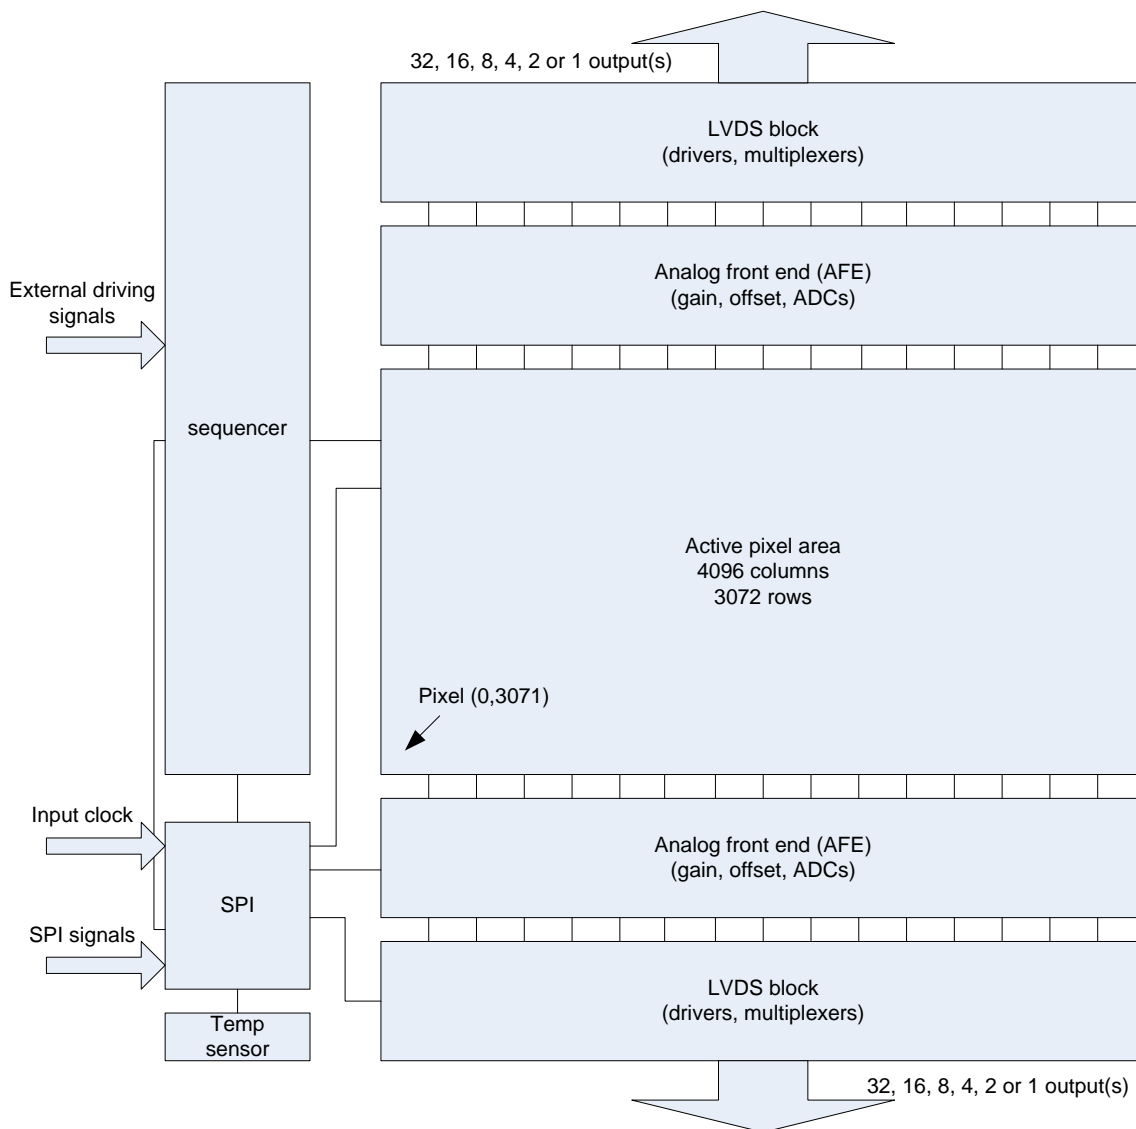 32, 16, 8, 4, 2 or 1 output(s)
LVDS block
(drivers, multiplexers)
Analog front end (AFE)
(gain, offset, ADCs)
External driving
signals
sequencer
Active pixel area
4096 columns
3072 rows
Pixel (0,3071)
Input clock
Analog front end (AFE)
(gain, offset, ADCs)
SPI
SPI signals
LVDS block
(drivers, multiplexers)
Temp
sensor
32, 16, 8, 4, 2 or 1 output(s)